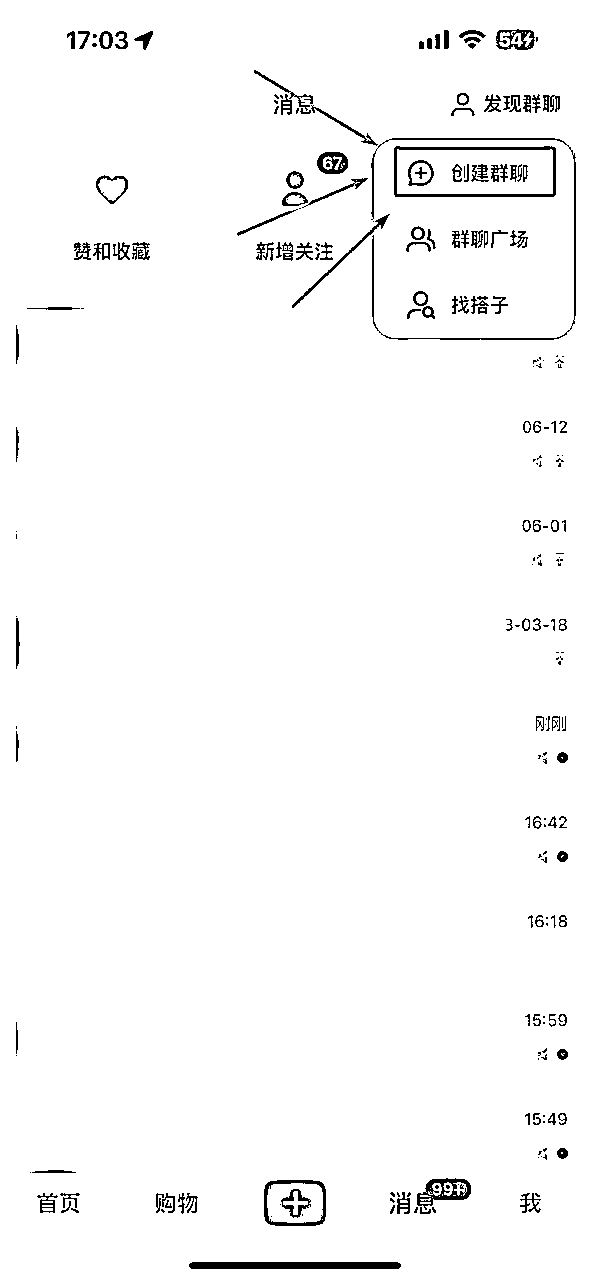 17:03 54
消息 发现群聊
67
创建群聊
赞和收藏 新增关注 群聊广场
找搭子
06-12
06-01
3-03-18
刚刚
16:42
16:18
15:59
15:49
首页 购物 消息 99+ 我